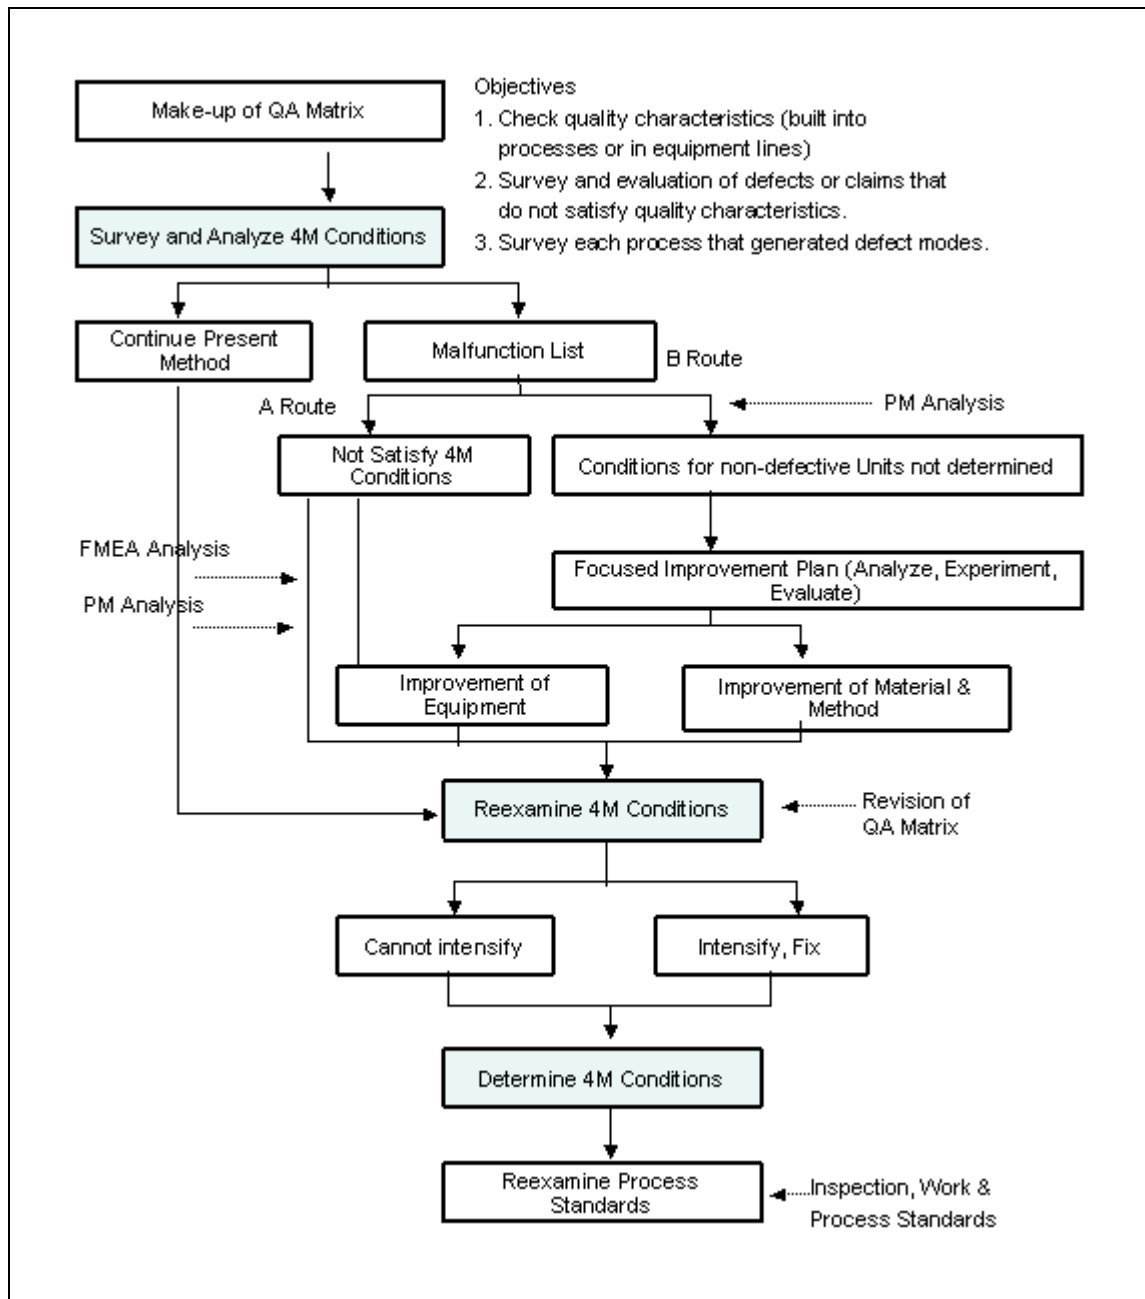 Make-up of QA Matrix
Objectives
1. Check quality characteristics (built into
processes or in equipment lines)
2. Survey and evaluation of defects or claims that
do not satisfy quality characteristics.
3. Survey each process that generated defect modes.
Survey and Analyze 4M Conditions
Continue Present
Method
Malfunction List
B Route
A Route
PM Analysis
Not Satisfy 4M
Conditions
Conditions for non-defective Units not determined
FMEA Analysis
PM Analysis
Focused Improvement Plan (Analyze, Experiment,
Evaluate)
Improvement of
Equipment
Improvement of Material &
Method
Reexamine 4M Conditions
Revision of
QA Matrix
Cannot intensify
Intensify, Fix
Determine 4M Conditions
Reexamine Process
Standards
Inspection, Work &
Process Standards